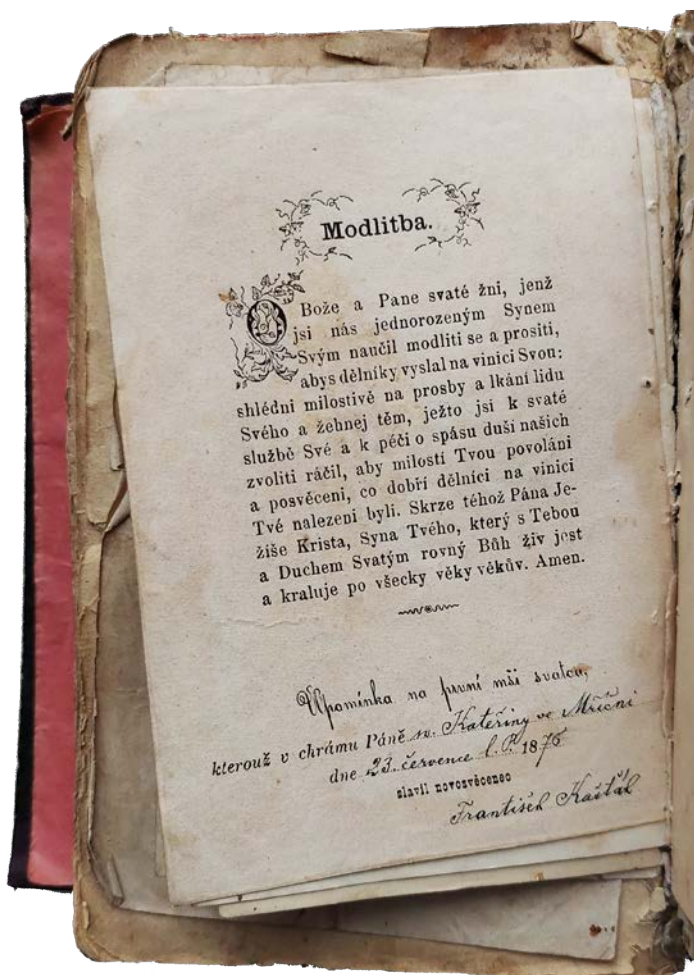 Modlitba.
O Bože a Pane svaté žni, jenž
jsi nás jednorozeným Synem
Svým naučil modliti se a prositi,
abys dělníky vyslal na vinici Svou:
shlédni milostivě na prosby a lkání lidu
Svého a žehnej těm, ježto jsi k svaté
službě Své a k péči o spásu duší našich
zvoliti ráčil, aby milostí Tvou povoláni
a posvěceni, co dobří dělníci na vinici
Tvé nalezeni byli. Skrze téhož Pána Je-
žíše Krista, Syna Tvého, který s Tebou
a Duchem Svatým rovný Bůh živ jest
a kraluje po všecky věky věkův. Amen.
Upomínka na první mši svatou,
kterouž v chrámu Páně sv. Kateřiny ve Mříčni
dne 23. července l. P. 1876
slavil novosvěcenec
František Kaštál